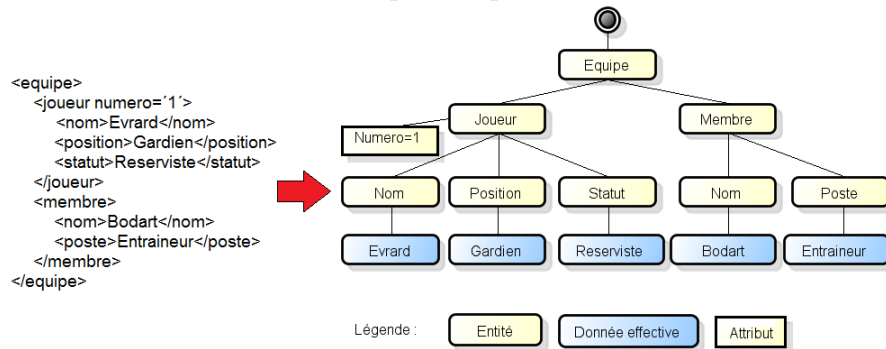 <equipe>
<joueur numero=´1´>
<nom>Evrard</nom>
<position>Gardien</position>
<statut>Reserviste</statut>
</joueur>
<membre>
<nom>Bodart</nom>
<poste>Entraineur</poste>
</membre>
</equipe>
Equipe
Joueur
Membre
Numero=1
Nom
Position
Statut
Nom
Poste
Evrard
Gardien
Reserviste
Bodart
Entraineur
Légende :
Entité
Donnée effective
Attribut